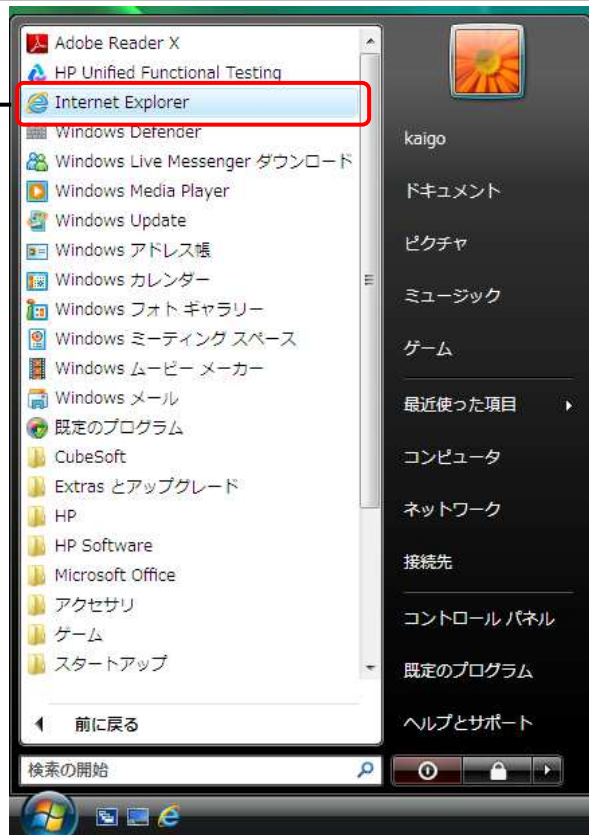 Adobe Reader X
HP Unified Functional Testing
Internet Explorer
Windows Defender
Windows Live Messenger ダウンロード
Windows Media Player
Windows Update
Windows アドレス帳
Windows カレンダー
Windows フォト ギャラリー
Windows ミーティング スペース
Windows ムービー メーカー
Windows メール
既定のプログラム
CubeSoft
Extras とアップグレード
HP
HP Software
Microsoft Office
アクセサリ
ゲーム
スタートアップ
前に戻る
検索の開始
kaigo
ドキュメント
ピクチャ
ミュージック
ゲーム
最近使った項目
コンピュータ
ネットワーク
接続先
コントロール パネル
既定のプログラム
ヘルプとサポート